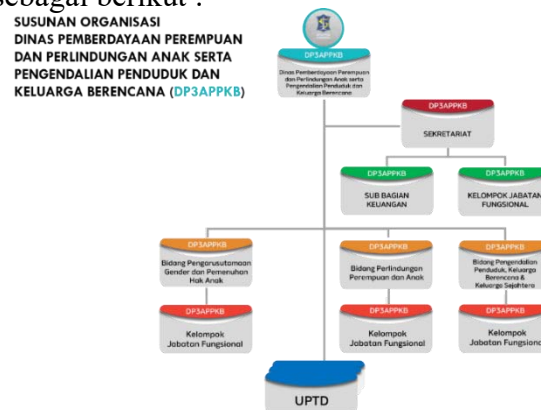 sebagai berikut :
SUSUNAN ORGANISASI
DINAS PEMBERDAYAAN PEREMPUAN
DAN PERLINDUNGAN ANAK SERTA
PENGENDALIAN PENDUDUK DAN
KELUARGA BERENCANA (DP3APPKB)
DP3APPKB
Dinas Pemberdayaan Perempuan
dan Perlindungan Anak serta
Pengendalian Penduduk dan
Keluarga Berencana
DP3APPKB
SEKRETARIAT
DP3APPKB
SUB BAGIAN
KEUANGAN
DP3APPKB
KELOMPOK JABATAN
FUNGSIONAL
DP3APPKB
Bidang Pengarusutamaan
Gender dan Pemenuhan
Hak Anak
DP3APPKB
Bidang Perlindungan
Perempuan dan Anak
DP3APPKB
Bidang Pengendalian
Penduduk, Keluarga
Berencana &
Keluarga Sejahtera
DP3APPKB
Kelompok
Jabatan Fungsional
DP3APPKB
Kelompok
Jabatan Fungsional
DP3APPKB
Kelompok
Jabatan Fungsional
UPTD